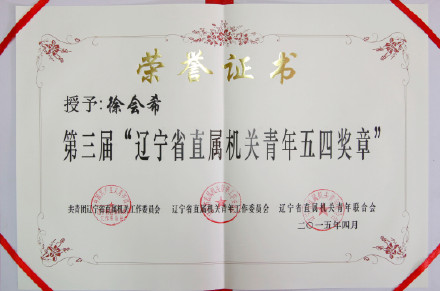 荣誉证书
授予:徐会希
第三届“辽宁省直属机关青年五四奖章”
共青团辽宁省直属机关工作委员会 辽宁省直属机关青年工作委员会 辽宁省直属机关青年联合会
二〇一五年四月